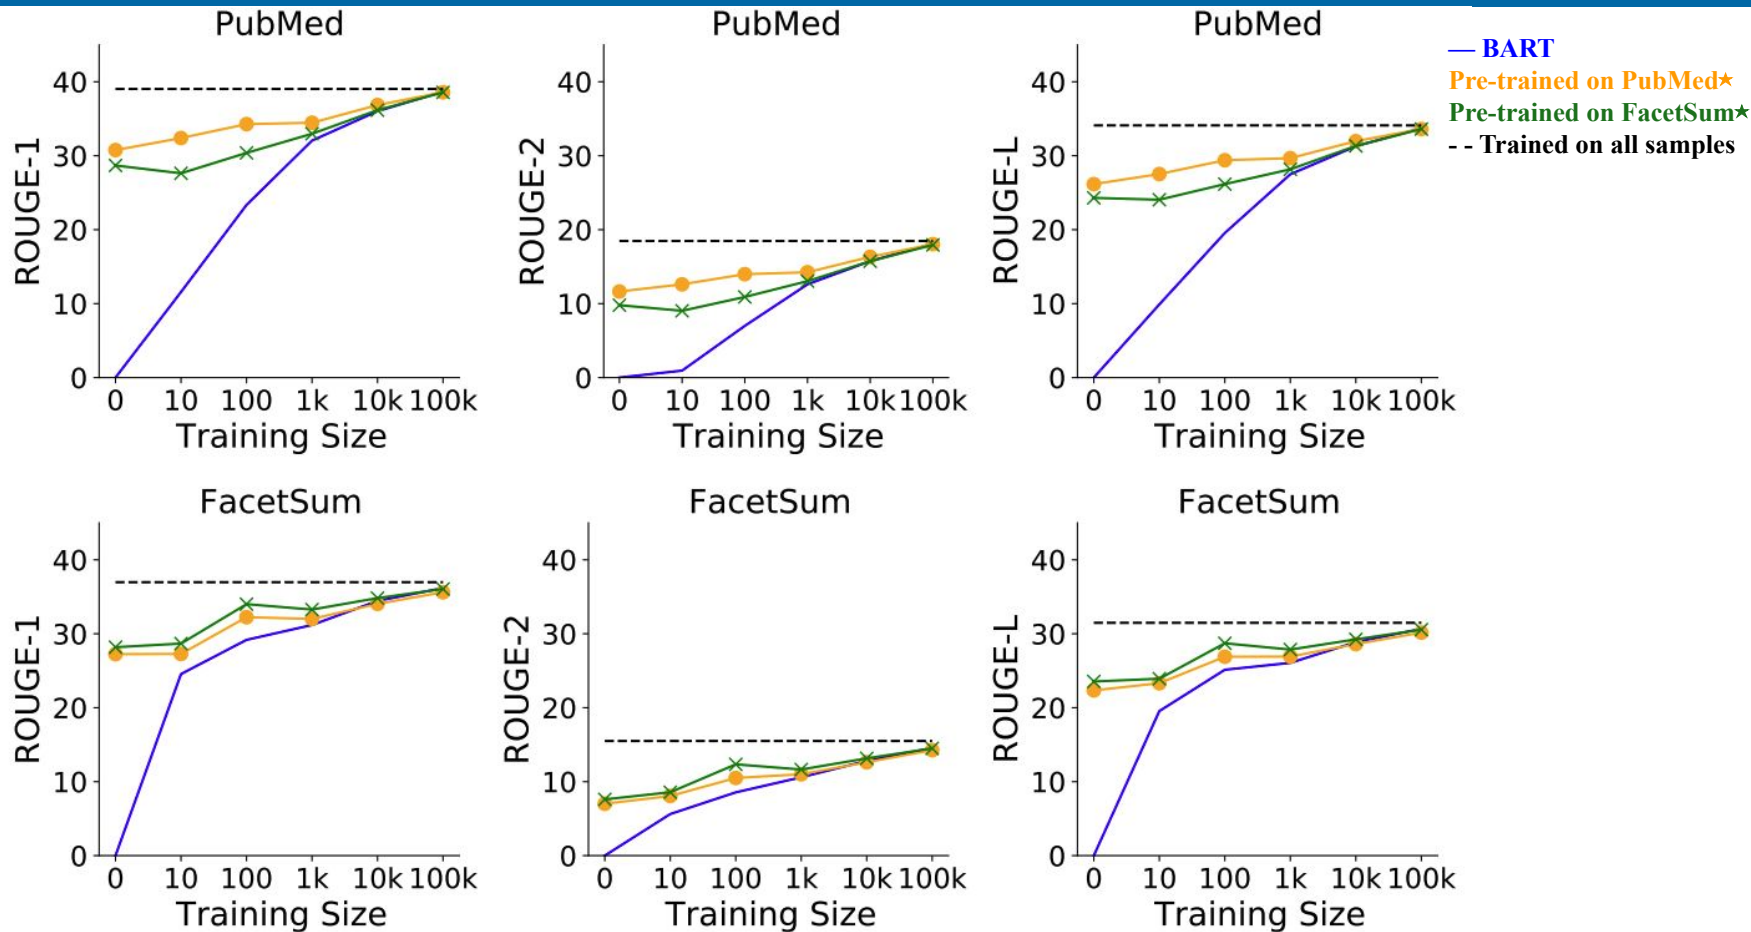 PubMed
ROUGE-1
40
30
20
10
0
0 10 100 1k 10k 100k
Training Size
PubMed
ROUGE-2
40
30
20
10
0
0 10 100 1k 10k 100k
Training Size
PubMed
ROUGE-L
40
30
20
10
0
0 10 100 1k 10k 100k
Training Size
— BART
Pre-trained on PubMed★
Pre-trained on FacetSum★
- - Trained on all samples
FacetSum
ROUGE-1
40
30
20
10
0
0 10 100 1k 10k 100k
Training Size
FacetSum
ROUGE-2
40
30
20
10
0
0 10 100 1k 10k 100k
Training Size
FacetSum
ROUGE-L
40
30
20
10
0
0 10 100 1k 10k 100k
Training Size